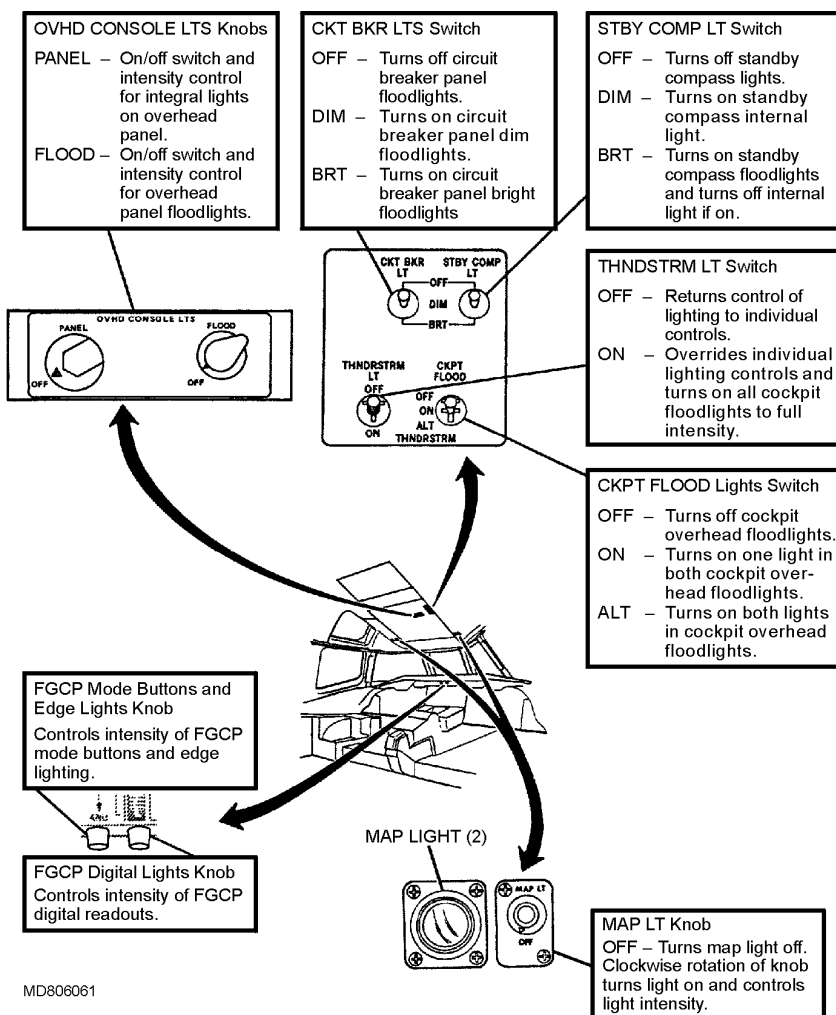 OVHD CONSOLE LTS Knobs
PANEL – On/off switch and
intensity control
for integral lights
on overhead
panel.
FLOOD – On/off switch and
intensity control
for overhead
panel floodlights.
CKT BKR LTS Switch
OFF – Turns off circuit
breaker panel
floodlights.
DIM – Turns on circuit
breaker panel dim
floodlights.
BRT – Turns on circuit
breaker panel bright
floodlights
STBY COMP LT Switch
OFF – Turns off standby
compass lights.
DIM – Turns on standby
compass internal
light.
BRT – Turns on standby
compass floodlights
and turns off internal
light if on.
OVHD CONSOLE LTS
PANEL
FLOOD
OFF
OFF
CKT BKR
LT
STBY COMP
LT
OFF
DIM
BRT
THNDRSTRM
LT
OFF
ON
CKPT
FLOOD
OFF
ON
ALT
THNDRSTRM
THNDSTRM LT Switch
OFF – Returns control of
lighting to individual
controls.
ON – Overrides individual
lighting controls and
turns on all cockpit
floodlights to full
intensity.
CKPT FLOOD Lights Switch
OFF – Turns off cockpit
overhead floodlights.
ON – Turns on one light in
both cockpit over-
head floodlights.
ALT – Turns on both lights
in cockpit overhead
floodlights.
FGCP Mode Buttons and
Edge Lights Knob
Controls intensity of FGCP
mode buttons and edge
lighting.
FGCP Digital Lights Knob
Controls intensity of FGCP
digital readouts.
MAP LIGHT (2)
MAP LT
OFF
MAP LT Knob
OFF – Turns map light off.
Clockwise rotation of knob
turns light on and controls
light intensity.
MD806061